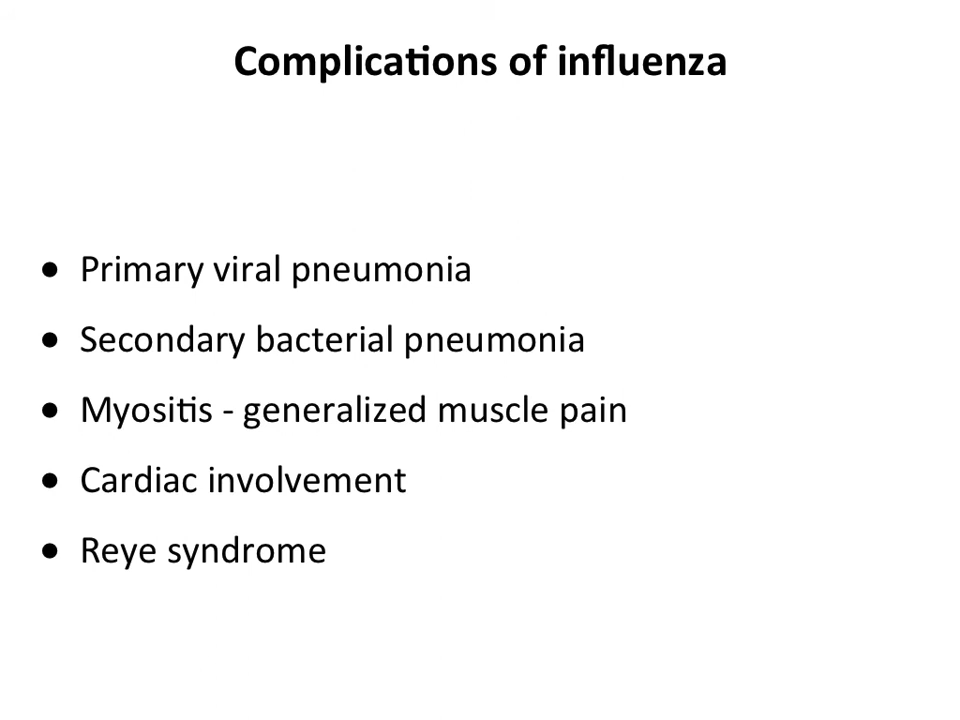 Complications of influenza
• Primary viral pneumonia
• Secondary bacterial pneumonia
• Myositis - generalized muscle pain
• Cardiac involvement
• Reye syndrome